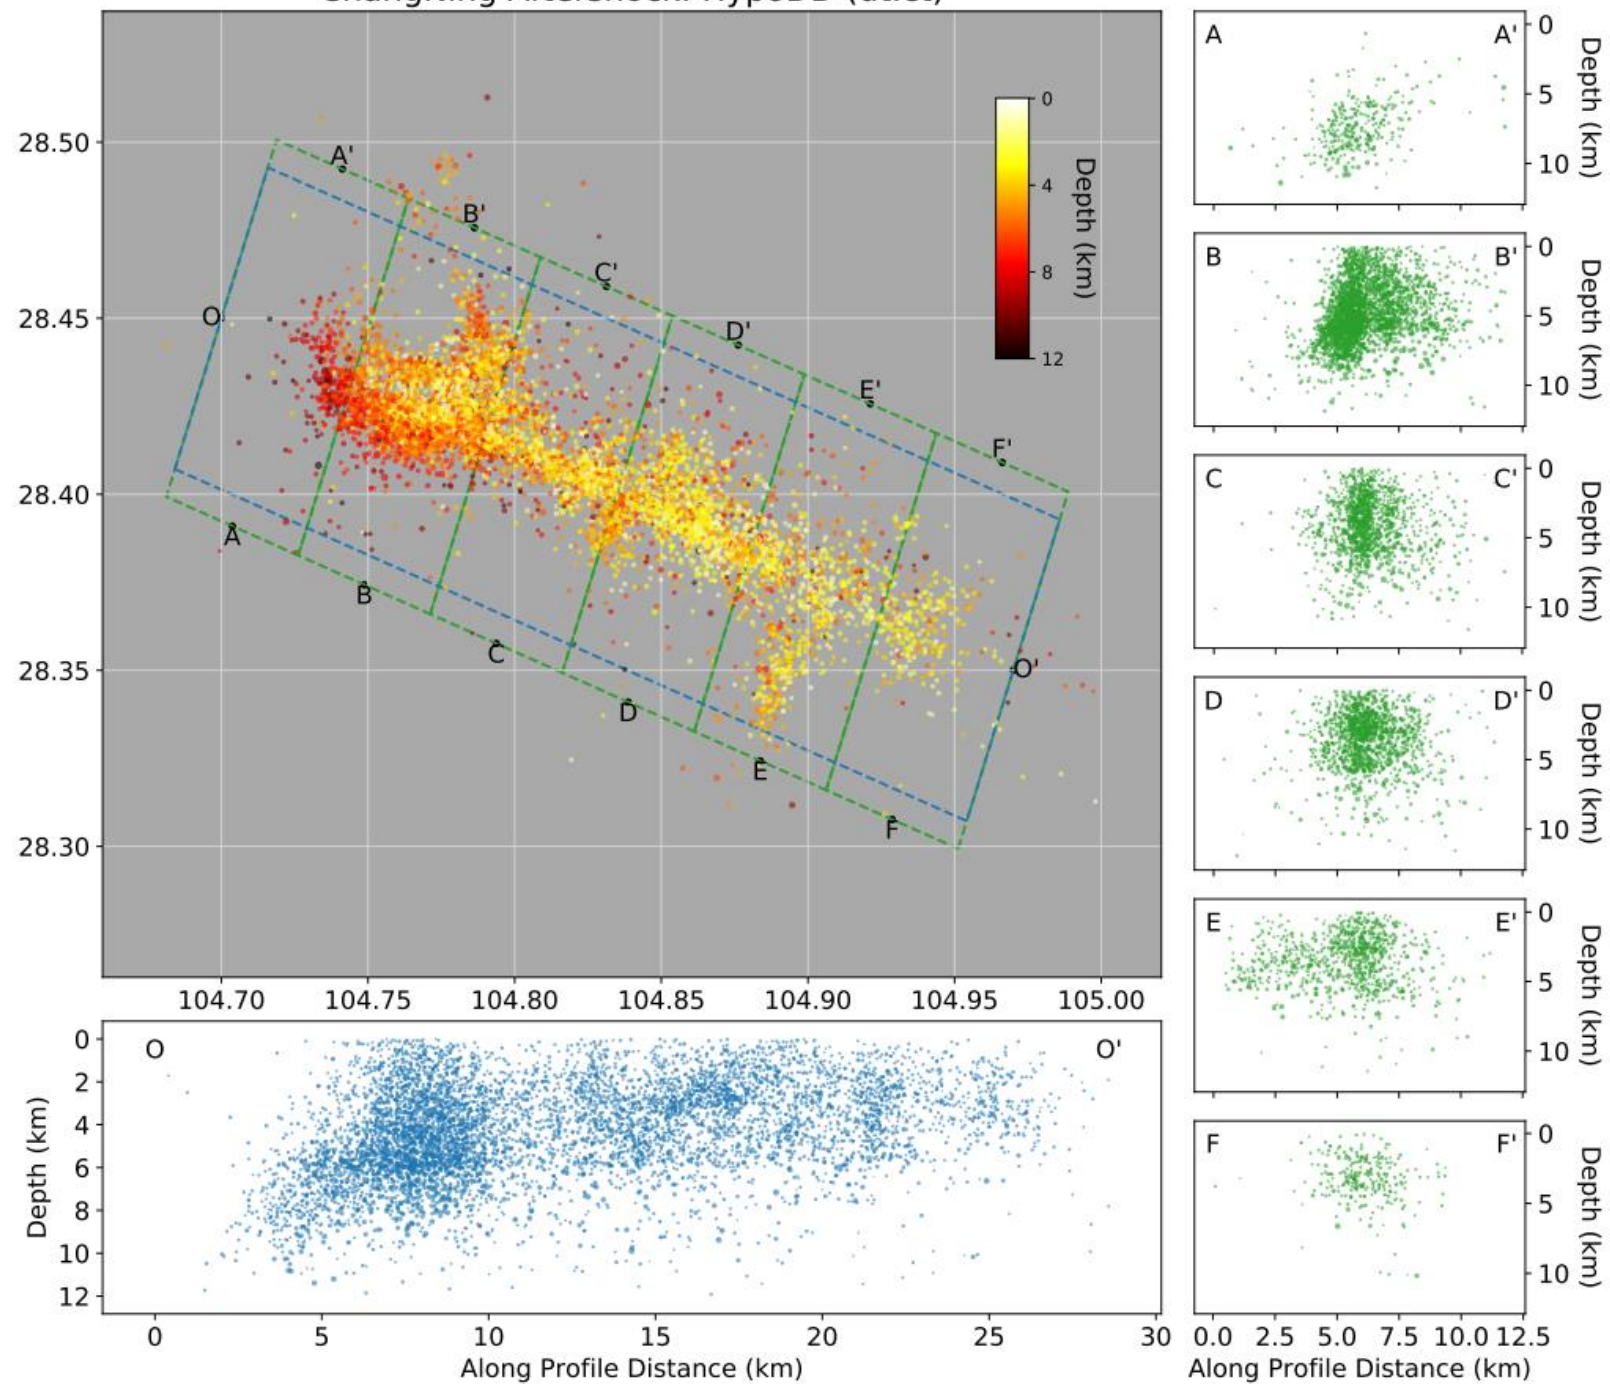 A A'
0
5
10
Depth (km)
28.50
28.45
28.40
28.35
28.30
0
4
8
12
Depth (km)
A'
B'
C'
D'
E'
F'
O
O'
A
B
C
D
E
F
104.70 104.75 104.80 104.85 104.90 104.95 105.00
B B'
0
5
10
Depth (km)
C C'
0
5
10
Depth (km)
D D'
0
5
10
Depth (km)
E E'
0
5
10
Depth (km)
F F'
0
5
10
Depth (km)
0.0 2.5 5.0 7.5 10.0 12.5
Along Profile Distance (km)
O O'
0
2
4
6
8
10
12
Depth (km)
0 5 10 15 20 25 30
Along Profile Distance (km)